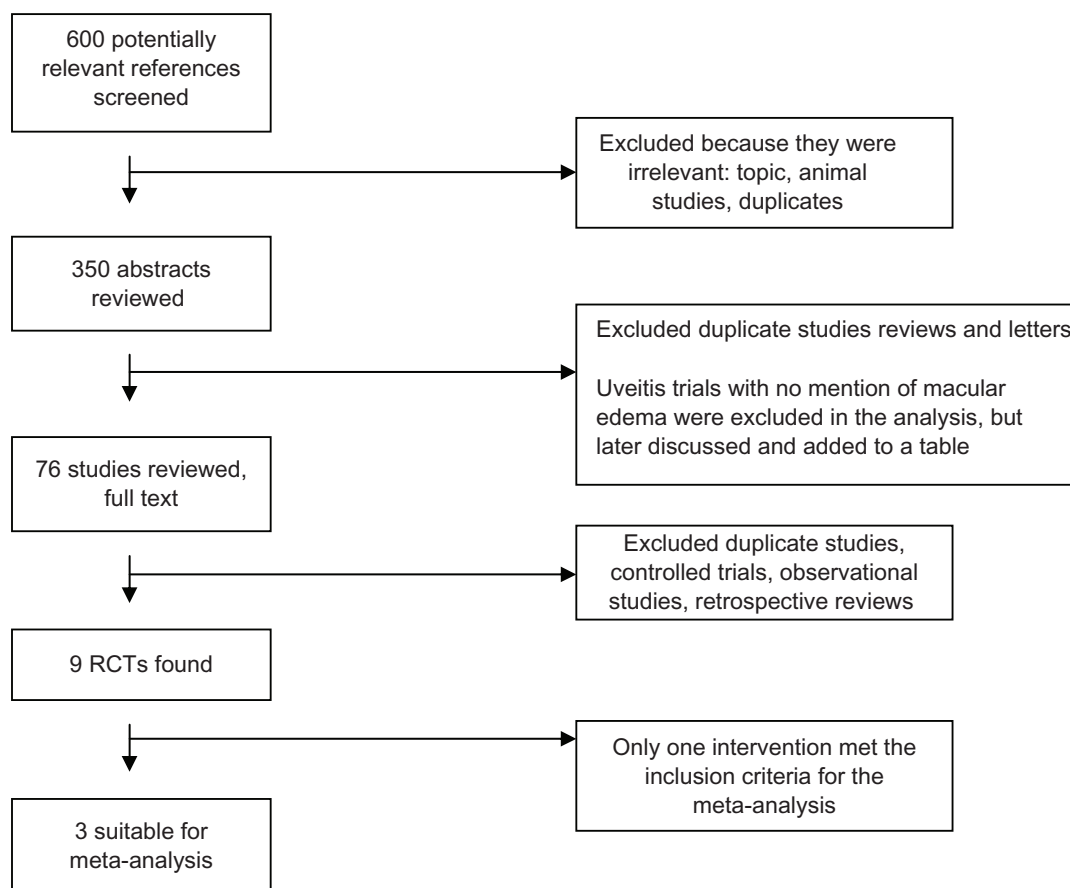 600 potentially
relevant references
screened
Excluded because they were
irrelevant: topic, animal
studies, duplicates
350 abstracts
reviewed
Excluded duplicate studies reviews and letters
Uveitis trials with no mention of macular
edema were excluded in the analysis, but
later discussed and added to a table
76 studies reviewed,
full text
Excluded duplicate studies,
controlled trials, observational
studies, retrospective reviews
9 RCTs found
Only one intervention met the
inclusion criteria for the
meta-analysis
3 suitable for
meta-analysis